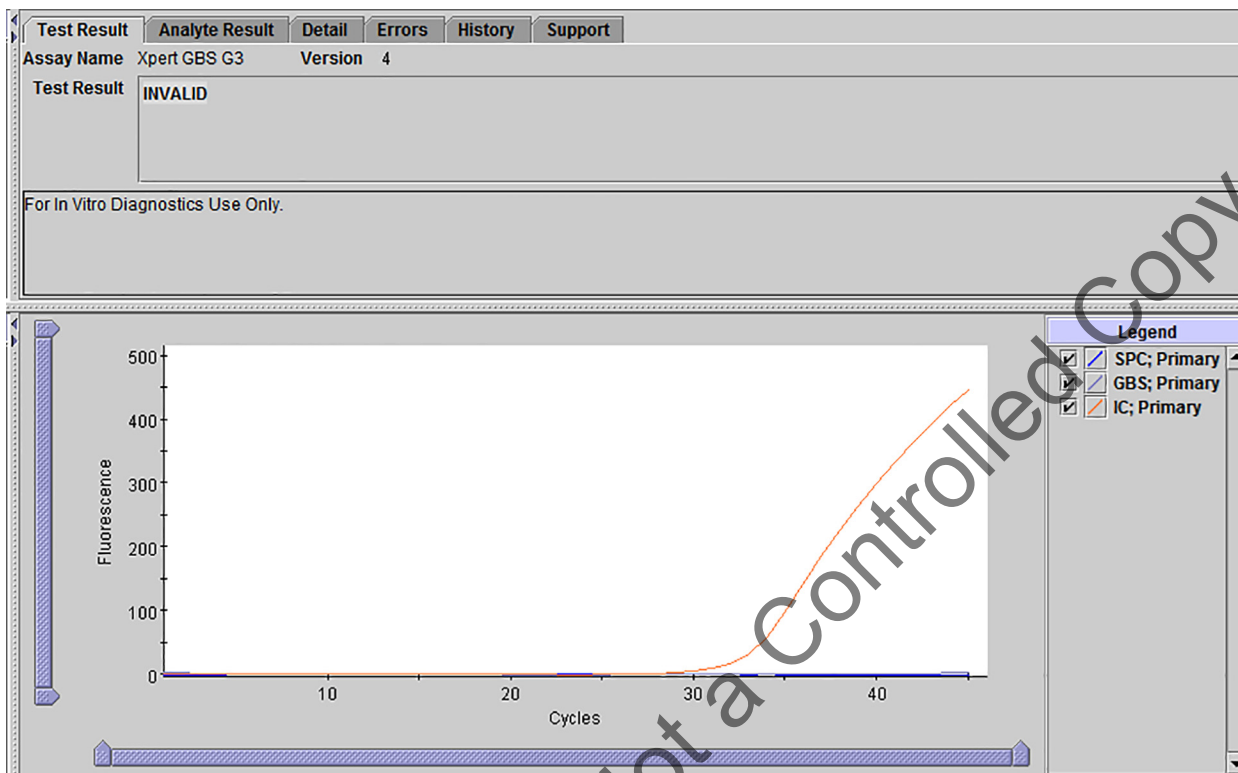 Test Result Analyte Result Detail Errors History Support
Assay Name Xpert GBS G3 Version 4
Test Result INVALID
For In Vitro Diagnostics Use Only.
Legend
SPC; Primary
GBS; Primary
IC; Primary
500
400
300
200
100
0
Fluorescence
10 20 30 40
Cycles
ot a Controlled Copy